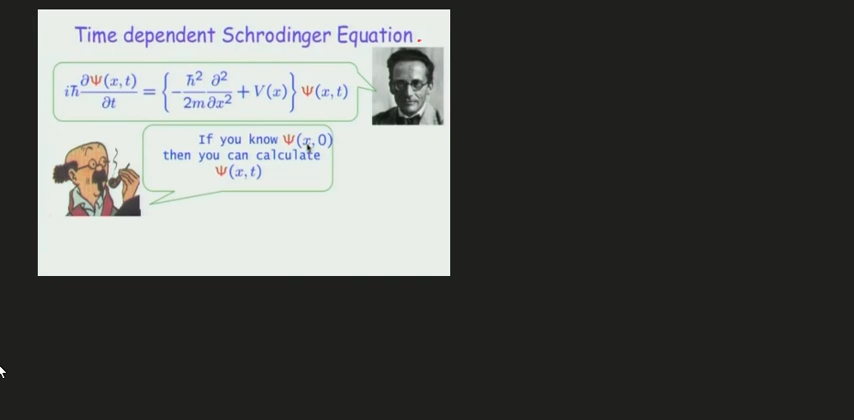 Time dependent Schrodinger Equation.
iħ ∂Ψ(x,t)/∂t = {-ħ²/2m ∂²/∂x² + V(x)} Ψ(x,t)
If you know Ψ(x,0)
then you can calculate
Ψ(x,t)